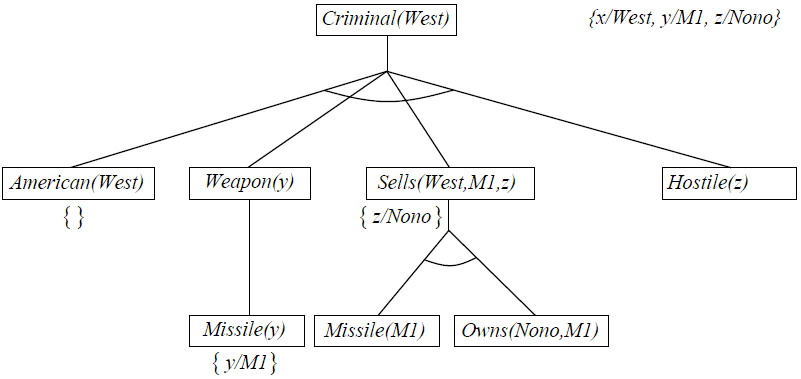 Criminal(West)
{x/West, y/M1, z/Nono}
American(West)
Weapon(y)
Sells(West,M1,z)
Hostile(z)
{ }
{ z/Nono }
Missile(y)
Missile(M1)
Owns(Nono,M1)
{ y/M1}